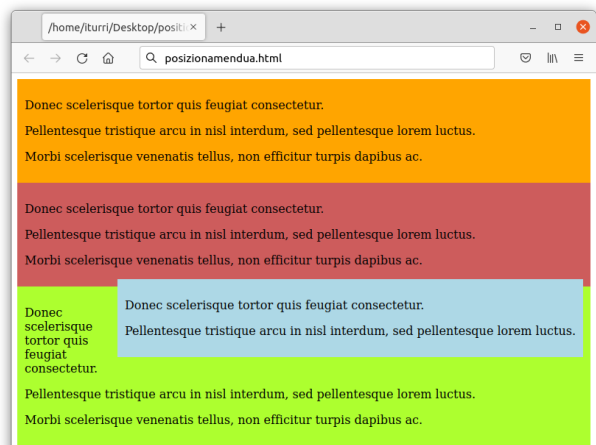 /home/iturri/Desktop/positi
posizionamendua.html
Donec scelerisque tortor quis feugiat consectetur.
Pellentesque tristique arcu in nisl interdum, sed pellentesque lorem luctus.
Morbi scelerisque venenatis tellus, non efficitur turpis dapibus ac.
Donec scelerisque tortor quis feugiat consectetur.
Pellentesque tristique arcu in nisl interdum, sed pellentesque lorem luctus.
Morbi scelerisque venenatis tellus, non efficitur turpis dapibus ac.
Donec
scelerisque
tortor quis
feugiat
consectetur.
Donec scelerisque tortor quis feugiat consectetur.
Pellentesque tristique arcu in nisl interdum, sed pellentesque lorem luctus.
Pellentesque tristique arcu in nisl interdum, sed pellentesque lorem luctus.
Morbi scelerisque venenatis tellus, non efficitur turpis dapibus ac.